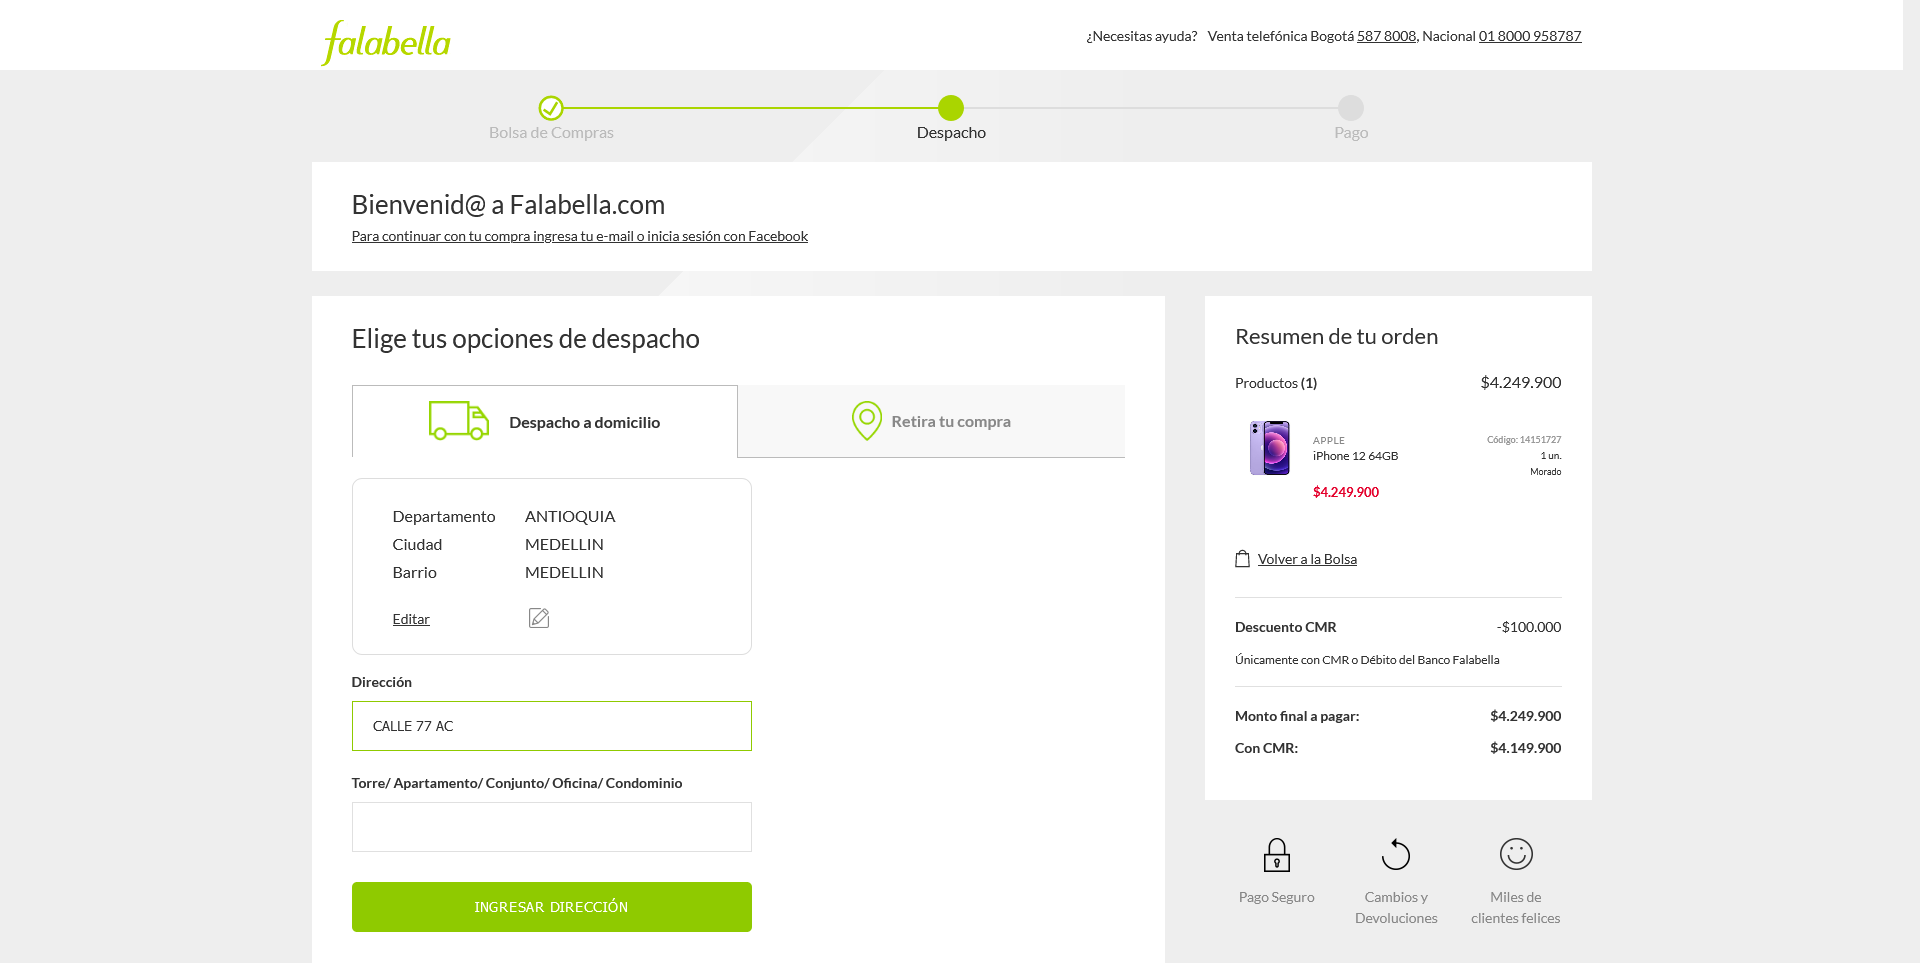 falabella
¿Necesitas ayuda? Venta telefónica Bogotá 587 8008, Nacional 01 8000 958787
Bolsa de Compras
Despacho
Pago
Bienvenid@ a Falabella.com
Para continuar con tu compra ingresa tu e-mail o inicia sesión con Facebook
Elige tus opciones de despacho
Despacho a domicilio
Retira tu compra
Departamento ANTIOQUIA
Ciudad MEDELLIN
Barrio MEDELLIN
Editar
Dirección
CALLE 77 AC
Torre/ Apartamento/ Conjunto/ Oficina/ Condominio
INGRESAR DIRECCIÓN
Resumen de tu orden
Productos (1) $4.249.900
APPLE
iPhone 12 64GB
$4.249.900
Código: 14151727
1 un.
Morado
Volver a la Bolsa
Descuento CMR -$100.000
Únicamente con CMR o Débito del Banco Falabella
Monto final a pagar: $4.249.900
Con CMR: $4.149.900
Pago Seguro
Cambios y
Devoluciones
Miles de
clientes felices